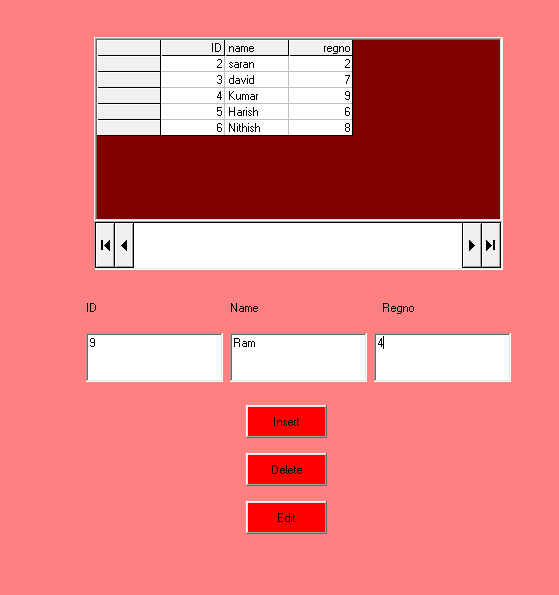 ID name regno
2 saran 2
3 david 7
4 Kumar 9
5 Harish 6
6 Nithish 8
ID Name Regno
9 Ram 4
Insert
Delete
Edit